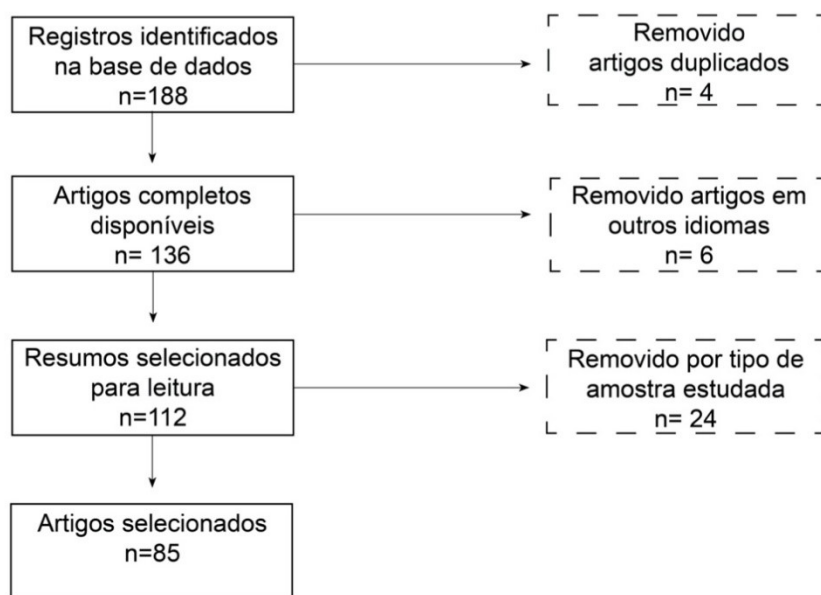 Registros identificados
na base de dados
n=188
Removido
artigos duplicados
n= 4
Artigos completos
disponíveis
n= 136
Removido artigos em
outros idiomas
n= 6
Resumos selecionados
para leitura
n=112
Removido por tipo de
amostra estudada
n= 24
Artigos selecionados
n=85